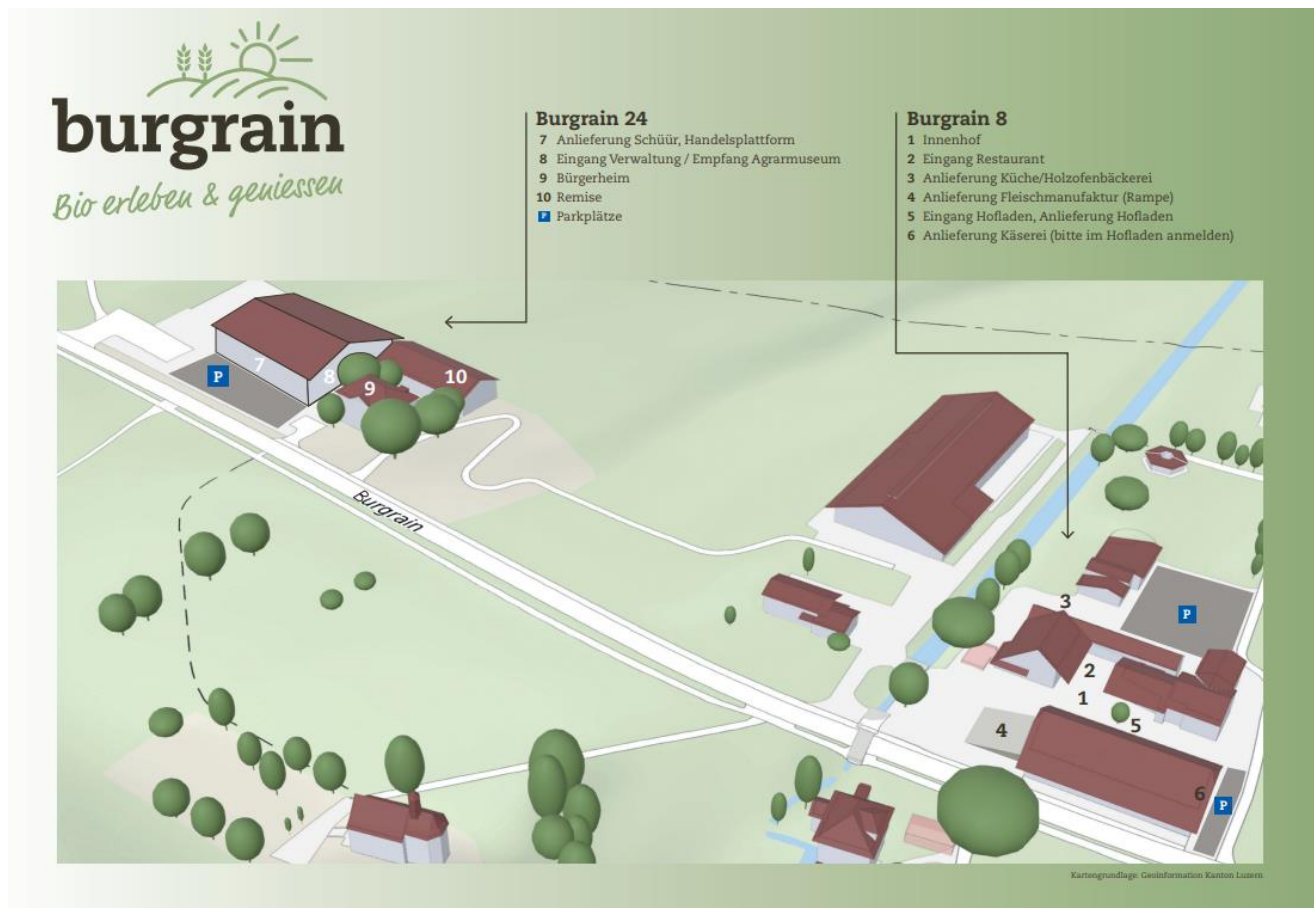 burgrain
Bio erleben & geniessen
Burgrain 24
7 Anlieferung Schüür, Handelsplattform
8 Eingang Verwaltung / Empfang Agrarmuseum
9 Bürgerheim
10 Remise
P Parkplätze
Burgrain 8
1 Innenhof
2 Eingang Restaurant
3 Anlieferung Küche/Holzofenbäckerei
4 Anlieferung Fleischmanufaktur (Rampe)
5 Eingang Hofladen, Anlieferung Hofladen
6 Anlieferung Käserei (bitte im Hofladen anmelden)
7
P
8
9
10
Burgrain
3
P
2
1
5
4
6
P
Kartengrundlage: Geoinformation Kanton Luzern